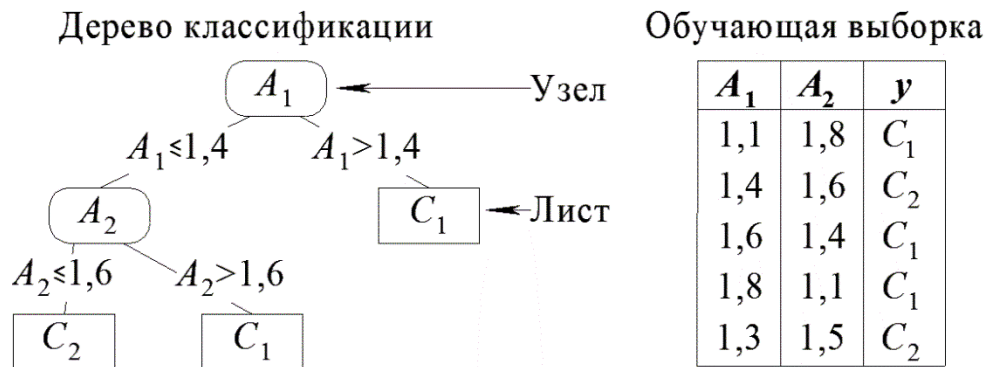 Дерево классификации
A₁
Узел
A₁≤1,4
A₁>1,4
A₂
C₁
Лист
A₂≤1,6
A₂>1,6
C₂
C₁
Обучающая выборка
A₁ A₂ y
1,1 1,8 C₁
1,4 1,6 C₂
1,6 1,4 C₁
1,8 1,1 C₁
1,3 1,5 C₂